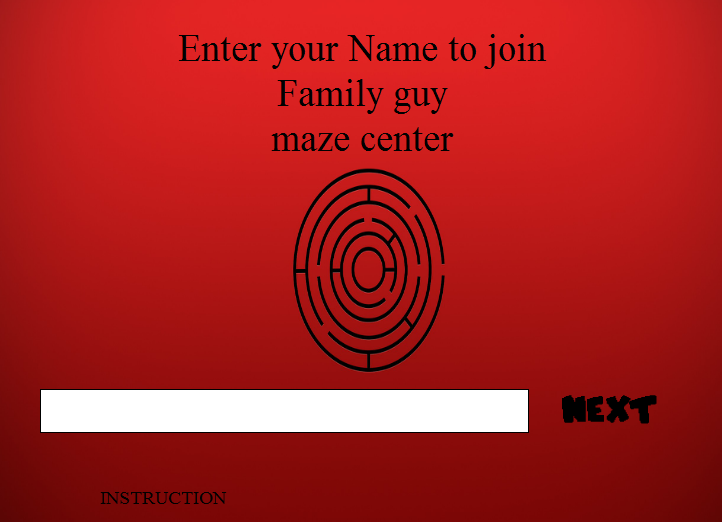 Enter your Name to join
Family guy
maze center
NEXT
INSTRUCTION